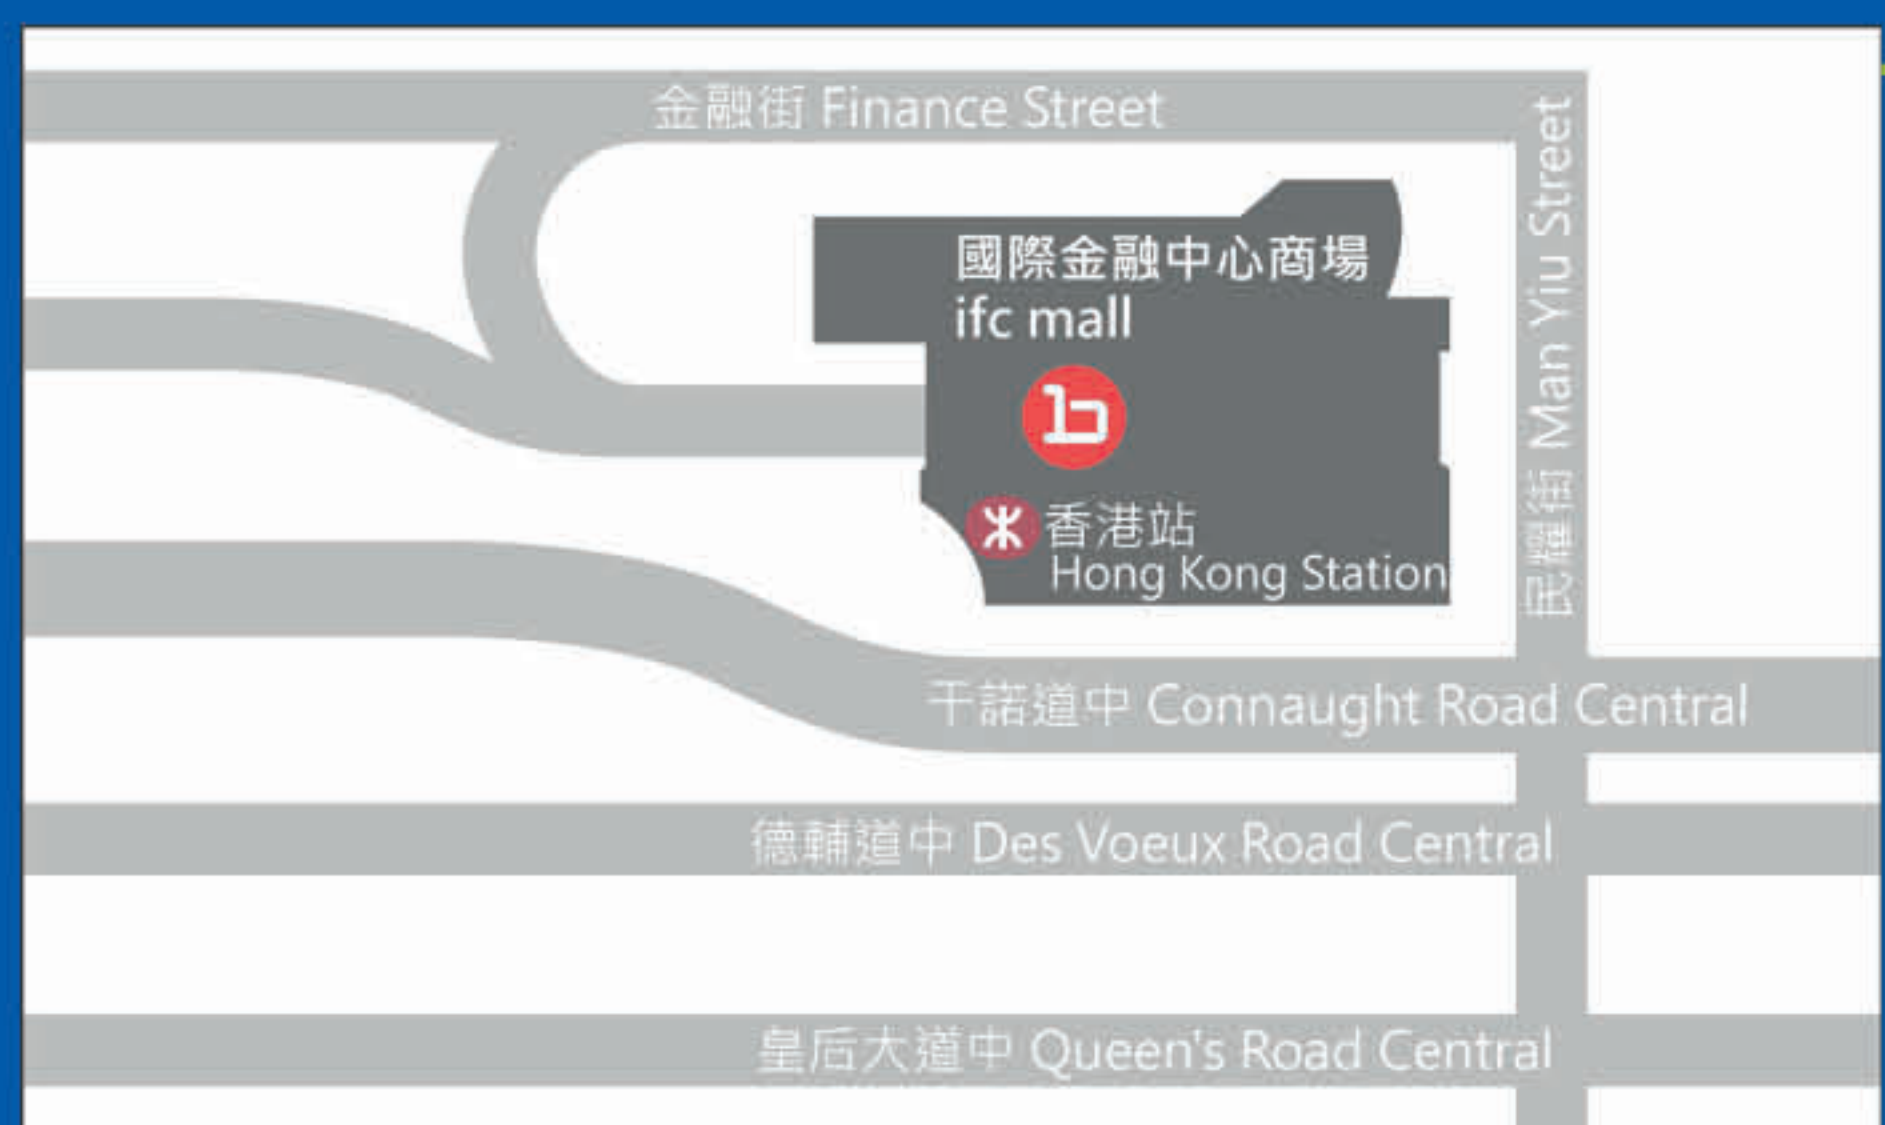 金融街 Finance Street
民耀街 Man Yiu Street
國際金融中心商場
ifc mall
香港站
Hong Kong Station
干諾道中 Connaught Road Central
德輔道中 Des Voeux Road Central
皇后大道中 Queen's Road Central